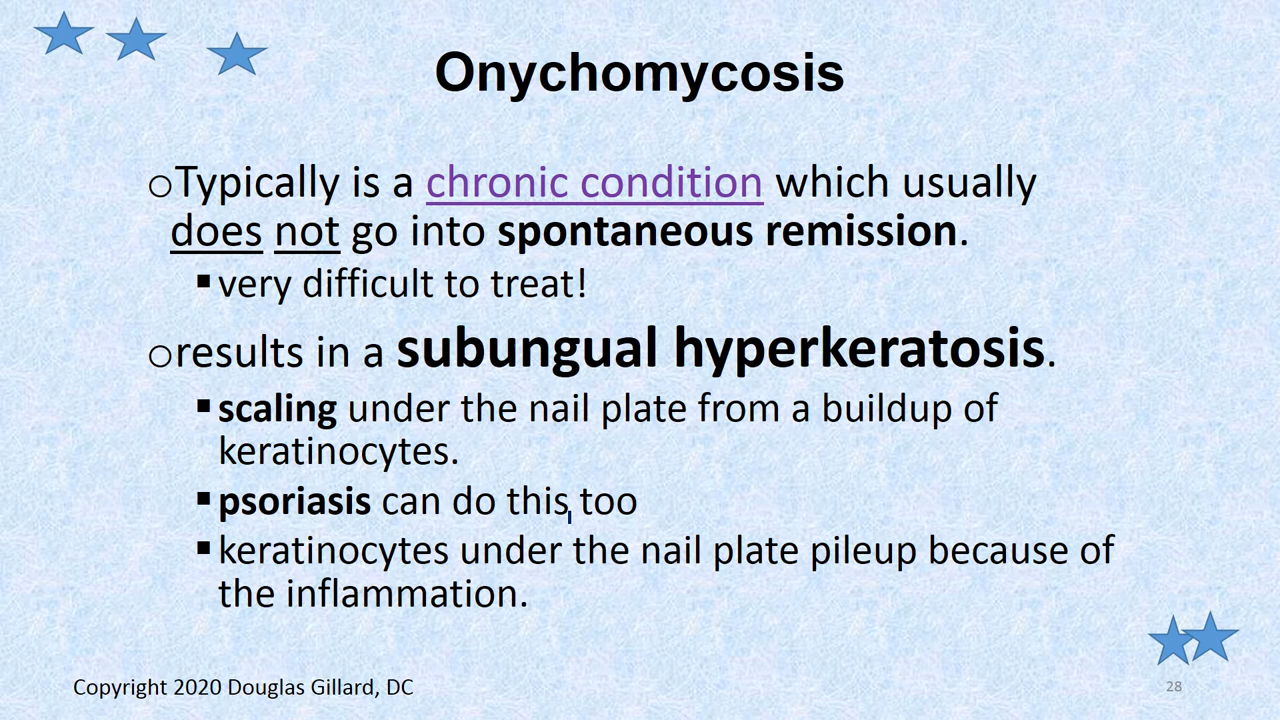 Onychomycosis
oTypically is a chronic condition which usually
does not go into spontaneous remission.
▪very difficult to treat!
oresults in a subungual hyperkeratosis.
▪scaling under the nail plate from a buildup of
keratinocytes.
▪psoriasis can do this too
▪keratinocytes under the nail plate pileup because of
the inflammation.
Copyright 2020 Douglas Gillard, DC
28